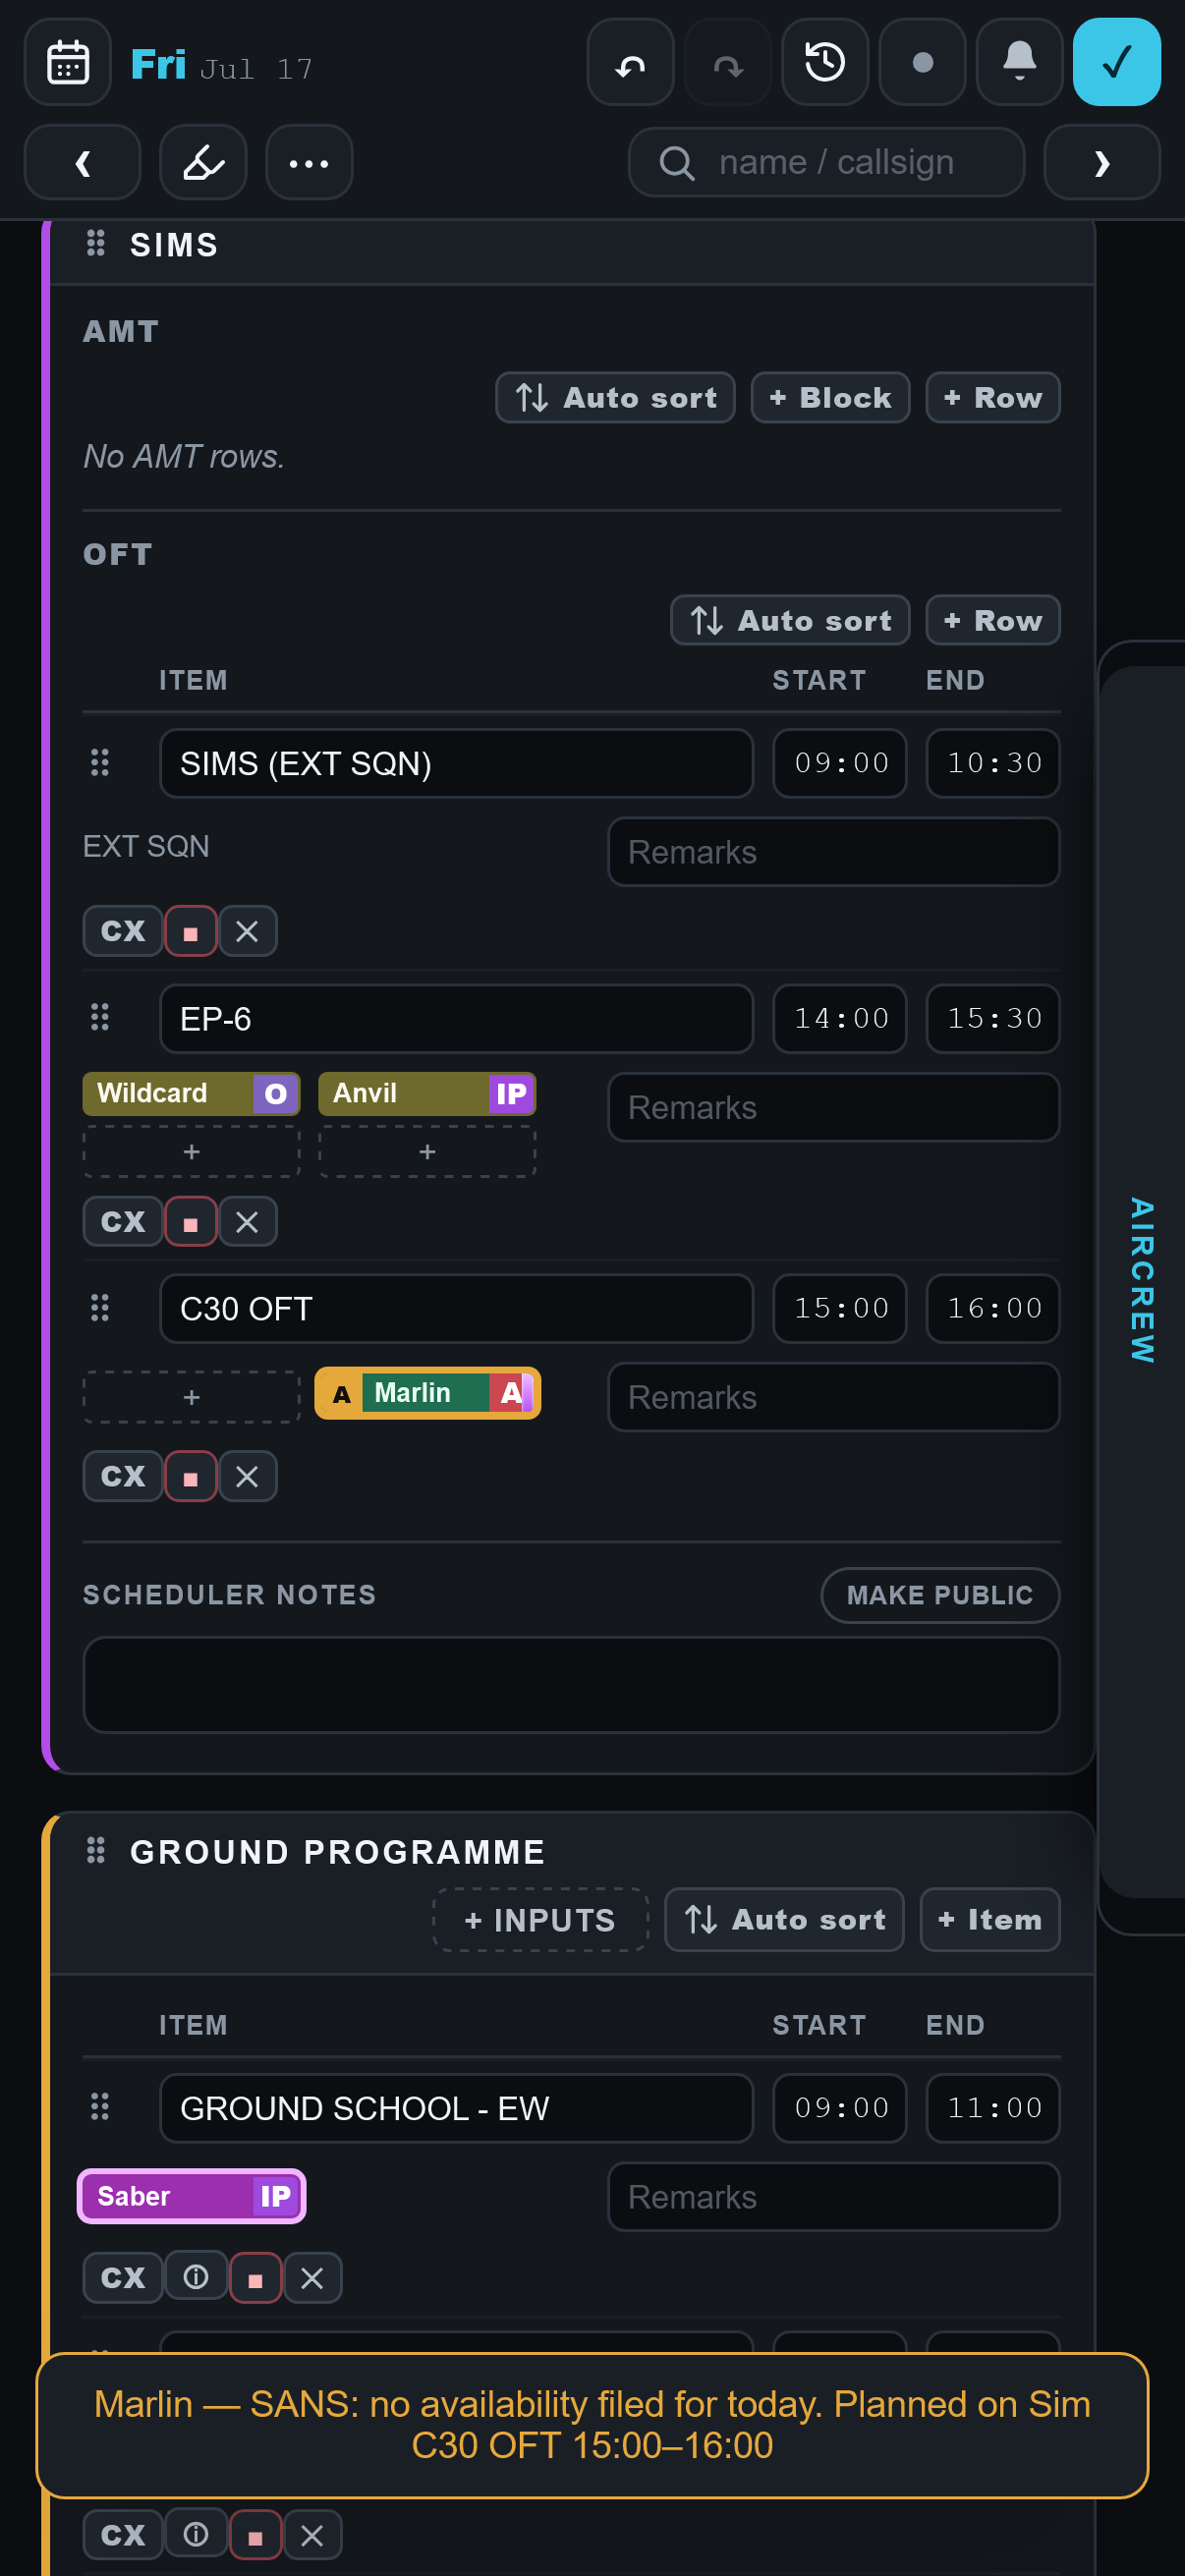 Fri Jul 17
name / callsign
SIMS
AMT
Auto sort + Block + Row
No AMT rows.
OFT
Auto sort + Row
ITEM START END
SIMS (EXT SQN) 09:00 10:30
EXT SQN Remarks
CX
EP-6 14:00 15:30
Wildcard O Anvil IP Remarks
+ +
CX
C30 OFT 15:00 16:00
+ A Marlin A Remarks
CX
SCHEDULER NOTES MAKE PUBLIC
AIRCREW
GROUND PROGRAMME
+ INPUTS Auto sort + Item
ITEM START END
GROUND SCHOOL - EW 09:00 11:00
Saber IP Remarks
CX
Marlin — SANS: no availability filed for today. Planned on Sim
C30 OFT 15:00–16:00
CX